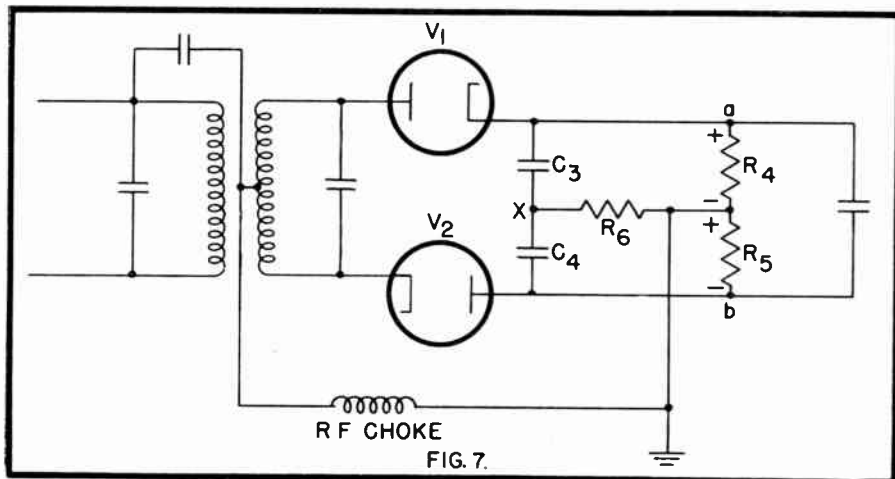 V1
a
+
C3
R4
X
-
+
R6
V2
C4
R5
-
b
RF CHOKE
FIG. 7.